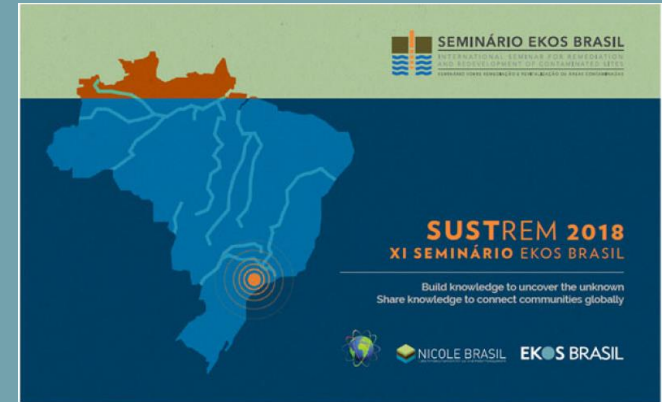 SEMINÁRIO EKOS BRASIL
INTERNATIONAL SEMINAR FOR REMEDIATION
AND REDEVELOPMENT OF CONTAMINATED SITES
SUSTREM 2018
XI SEMINÁRIO EKOS BRASIL
Build knowledge to uncover the unknown
Share knowledge to connect communities globally
NICOLE BRASIL
EKOS BRASIL